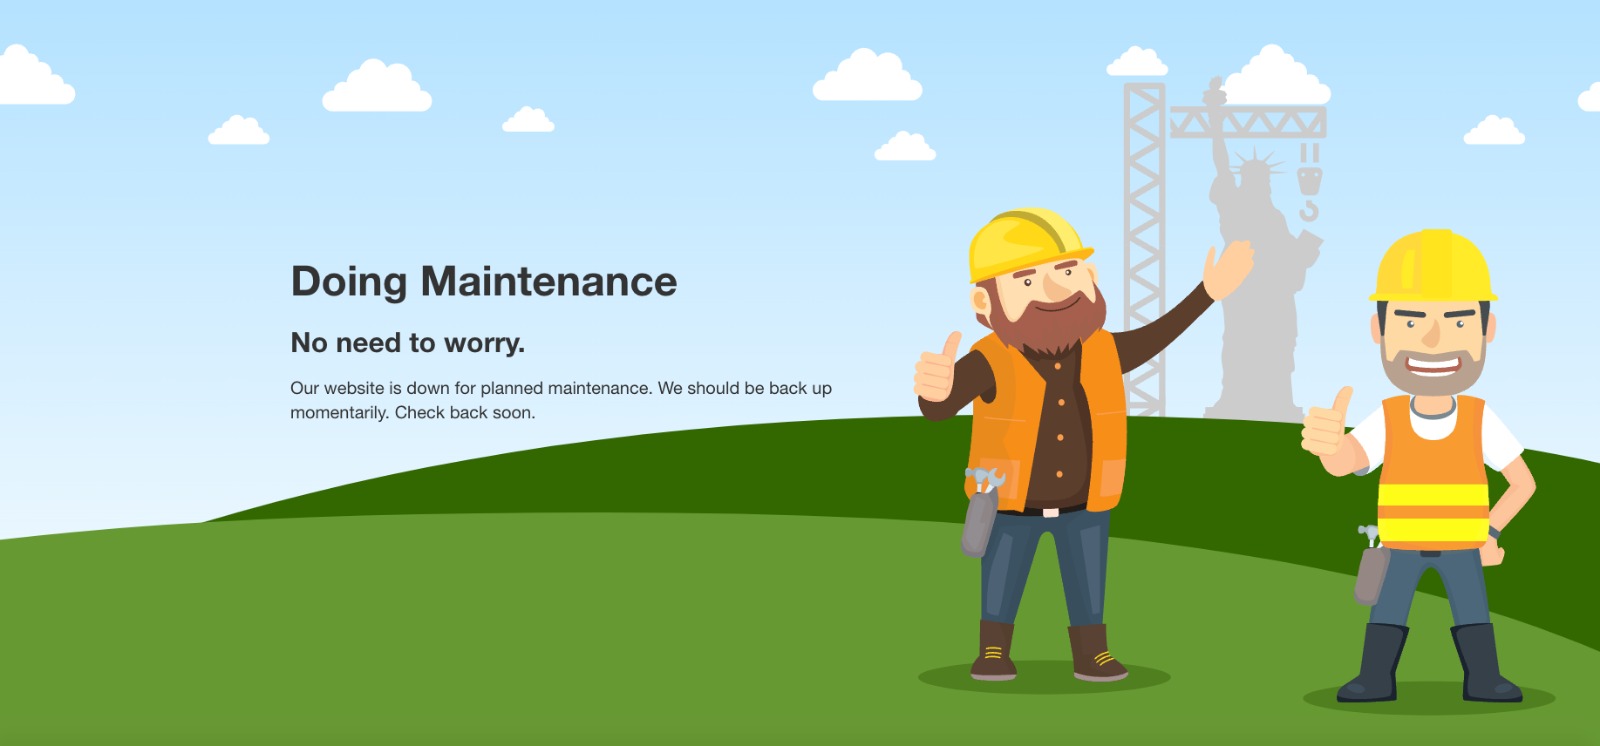 Doing Maintenance
No need to worry.
Our website is down for planned maintenance. We should be back up
momentarily. Check back soon.